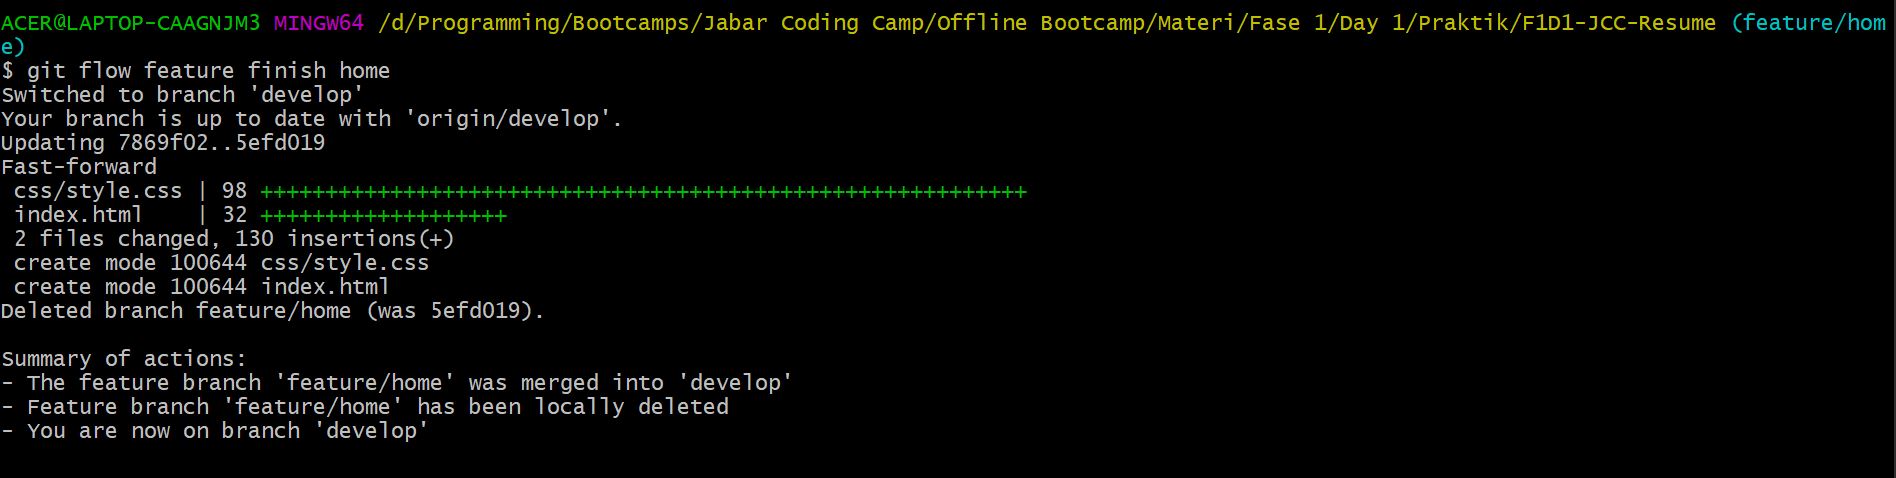 ACER@LAPTOP-CAAGNJM3 MINGW64 /d/Programming/Bootcamps/Jabar Coding Camp/Offline Bootcamp/Materi/Fase 1/Day 1/Praktik/F1D1-JCC-Resume (feature/hom
e)
$ git flow feature finish home
Switched to branch 'develop'
Your branch is up to date with 'origin/develop'.
Updating 7869f02..5efd019
Fast-forward
 css/style.css | 98 +++++++++++++++++++++++++++++++++++++++++++++++++++++++++++
 index.html    | 32 +++++++++++++++++++
 2 files changed, 130 insertions(+)
 create mode 100644 css/style.css
 create mode 100644 index.html
Deleted branch feature/home (was 5efd019).

Summary of actions:
- The feature branch 'feature/home' was merged into 'develop'
- Feature branch 'feature/home' has been locally deleted
- You are now on branch 'develop'